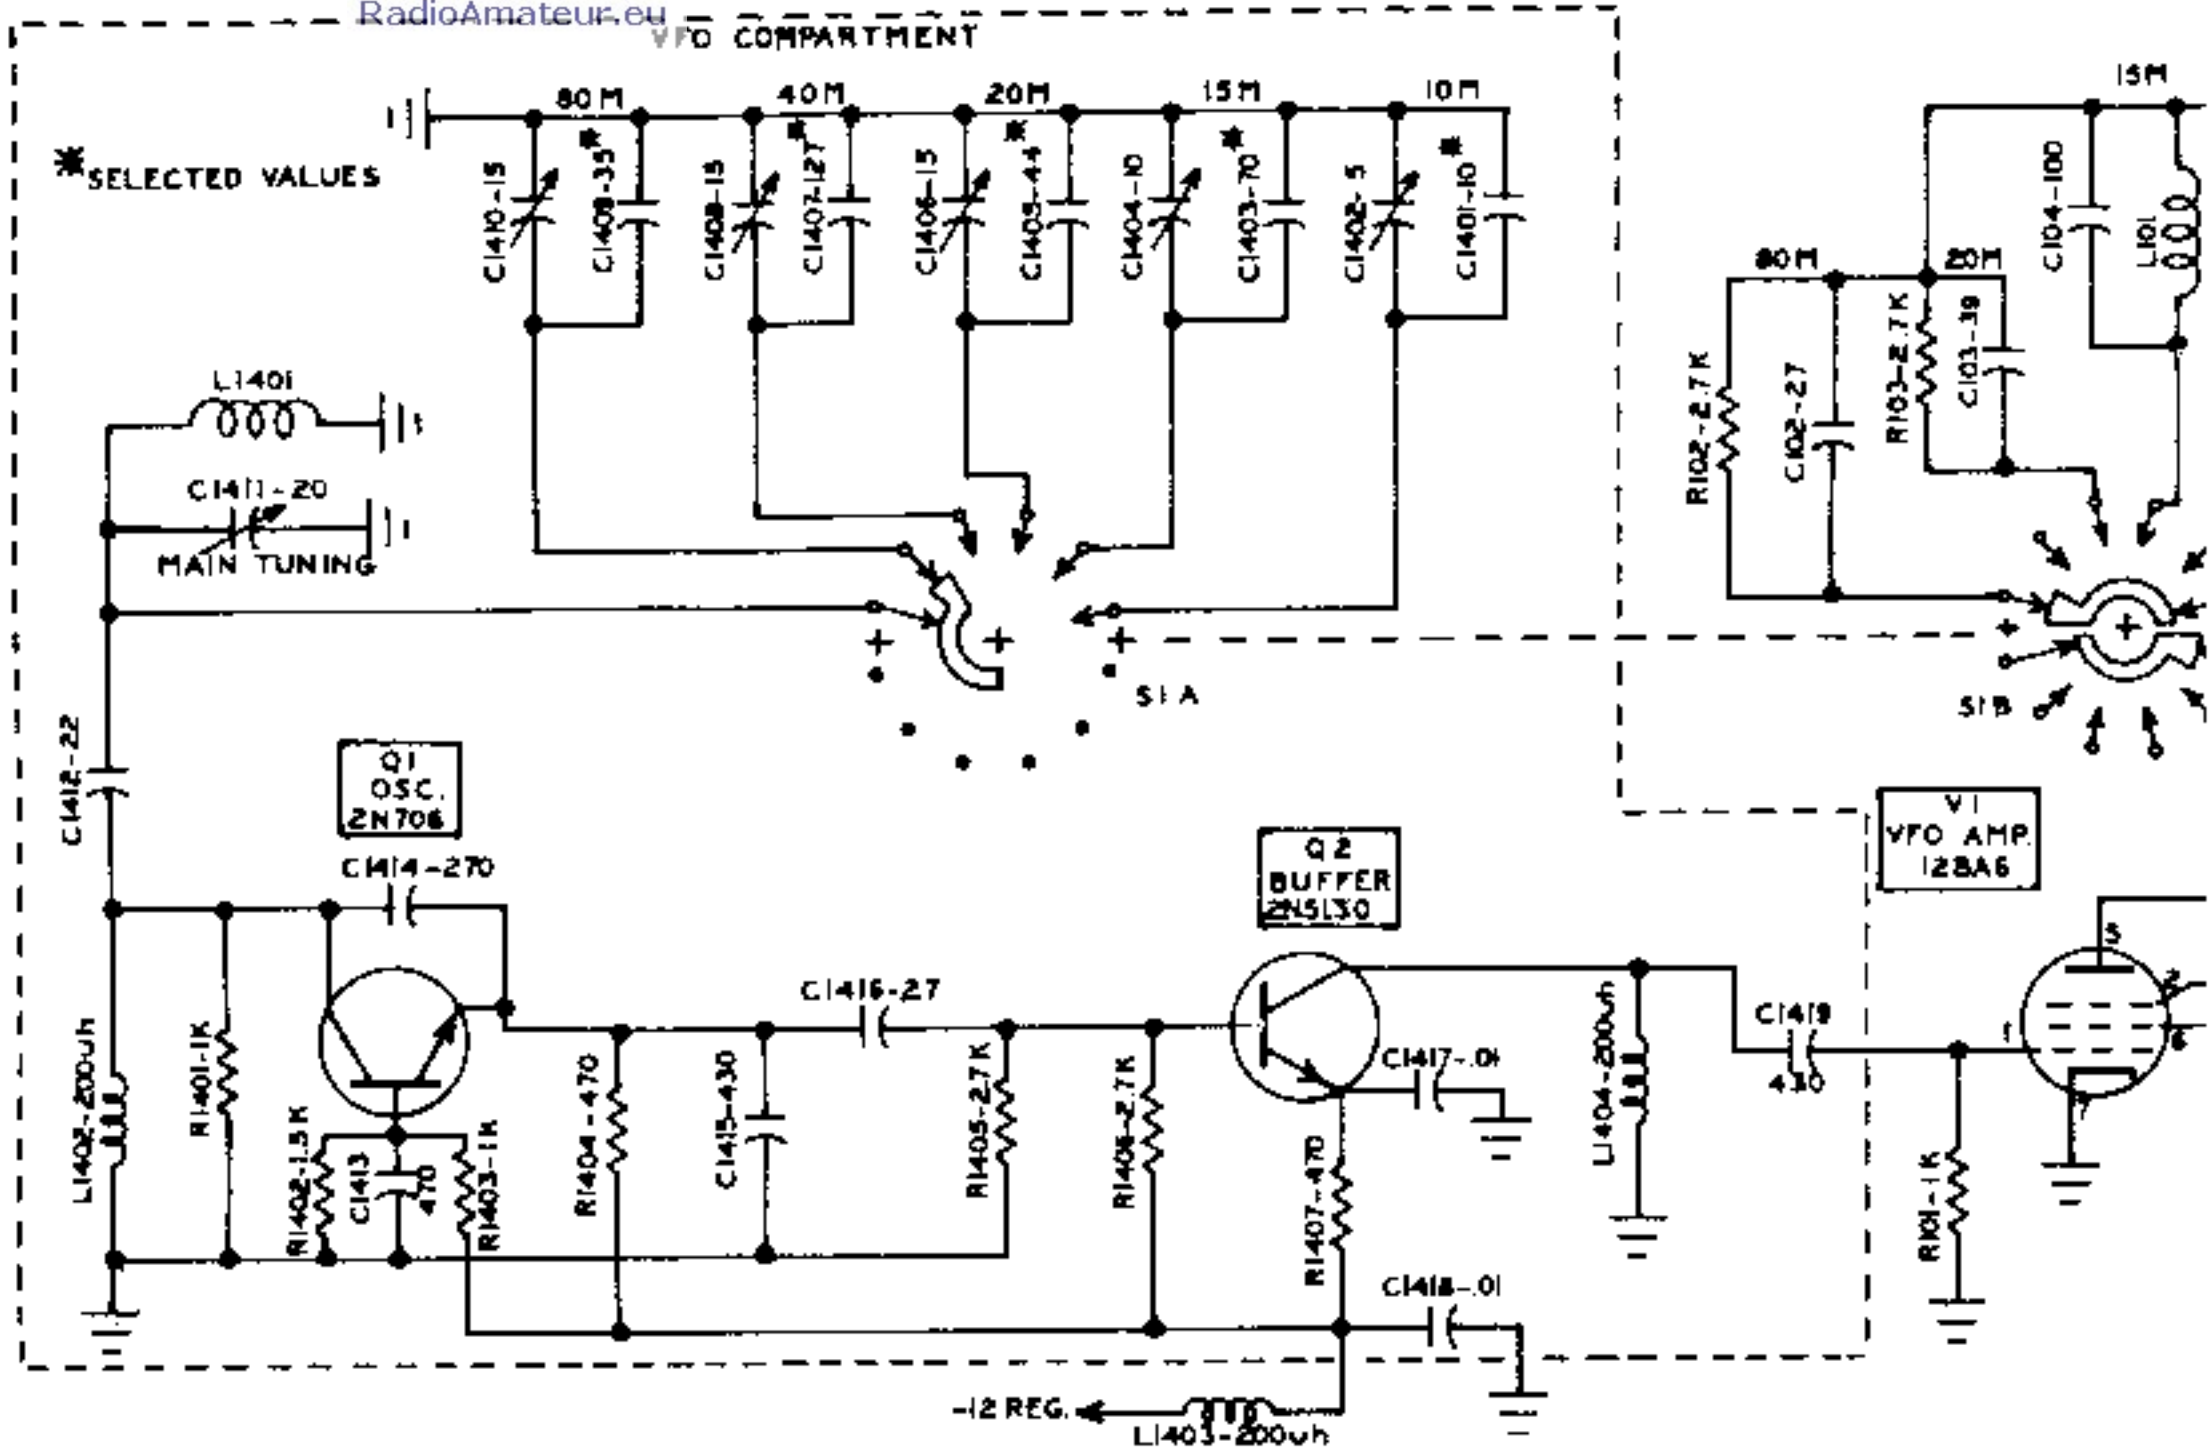 RadioAmateur.eu
VFO COMPARTMENT
*SELECTED VALUES
80M
40M
20M
15M
10M
C1410-15
*
C1408-15
*
C1407-127
C1406-15
*
C1405-44
C1404-10
*
C1403-70
C1402-5
*
C1401-10
15M
C104-100
L101
80M
20M
R102-2.7K
C102-27
R103-2.7K
C103-39
L1401
C1411-20
MAIN TUNING
S1A
S1B
C1412-22
Q1
OSC.
2N706
C1414-270
Q2
BUFFER
2N5130
V1
VFO AMP.
12BA6
L1402-200uh
R1401-1K
R1402-1.5K
C1413
470
R1403-1K
R1404-470
C1415-430
C1416-27
R1405-2.7K
R1406-2.7K
C1417-.01
R1407-470
C1418-.01
L1404-200uh
C1419
430
R101-1K
1
5
6
7
-12 REG.
L1403-200uh